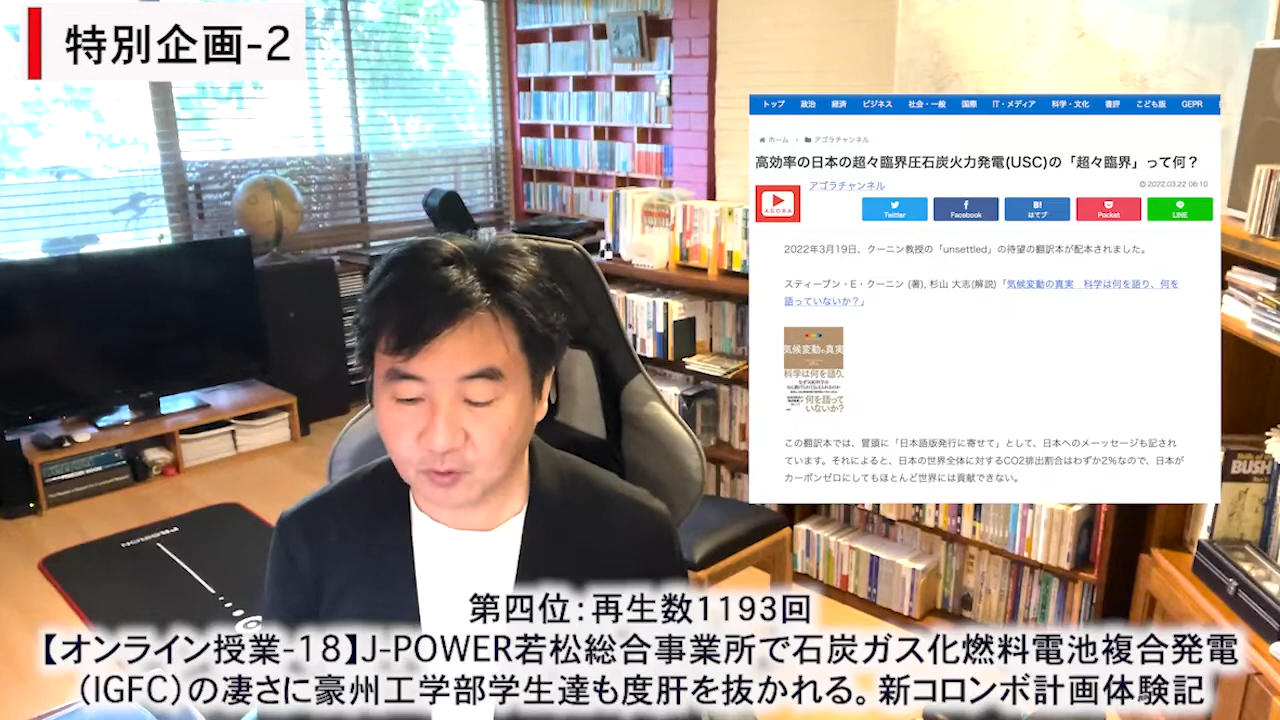 特別企画-2
トップ 政治 経済 ビジネス 社会・一般 国際 IT・メディア 科学・文化 書評 こども版 GEPR
ホーム › アゴラチャンネル
高効率の日本の超々臨界圧石炭火力発電(USC)の「超々臨界」って何？
AGORA
アゴラチャンネル
2022.03.22 06:10
Twitter Facebook B! はてブ Pocket LINE
2022年3月19日、クーニン教授の「unsettled」の待望の翻訳本が配本されました。
スティーブン・E・クーニン (著), 杉山 大志(解説)「気候変動の真実　科学は何を語り、何を
語っていないか？」
気候変動の真実
科学は何を語り、
何を語って
いないか？
この翻訳本では、冒頭に「日本語版発行に寄せて」として、日本へのメーッセージも記され
ています。それによると、日本の世界全体に対するCO2排出割合はわずか2%なので、日本が
カーボンゼロにしてもほとんど世界には貢献できない。
BUSH
第四位：再生数1193回
【オンライン授業-18】J-POWER若松総合事業所で石炭ガス化燃料電池複合発電
（IGFC）の凄さに豪州工学部学生達も度肝を抜かれる。新コロンボ計画体験記